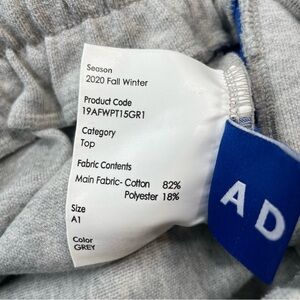 Season
2020 Fall Winter
Product Code
19AFWPT15GR1
Category
Top
Fabric Contents
Main Fabric- Cotton 82%
Polyester 18%
Size
A1
Color
GREY
A D